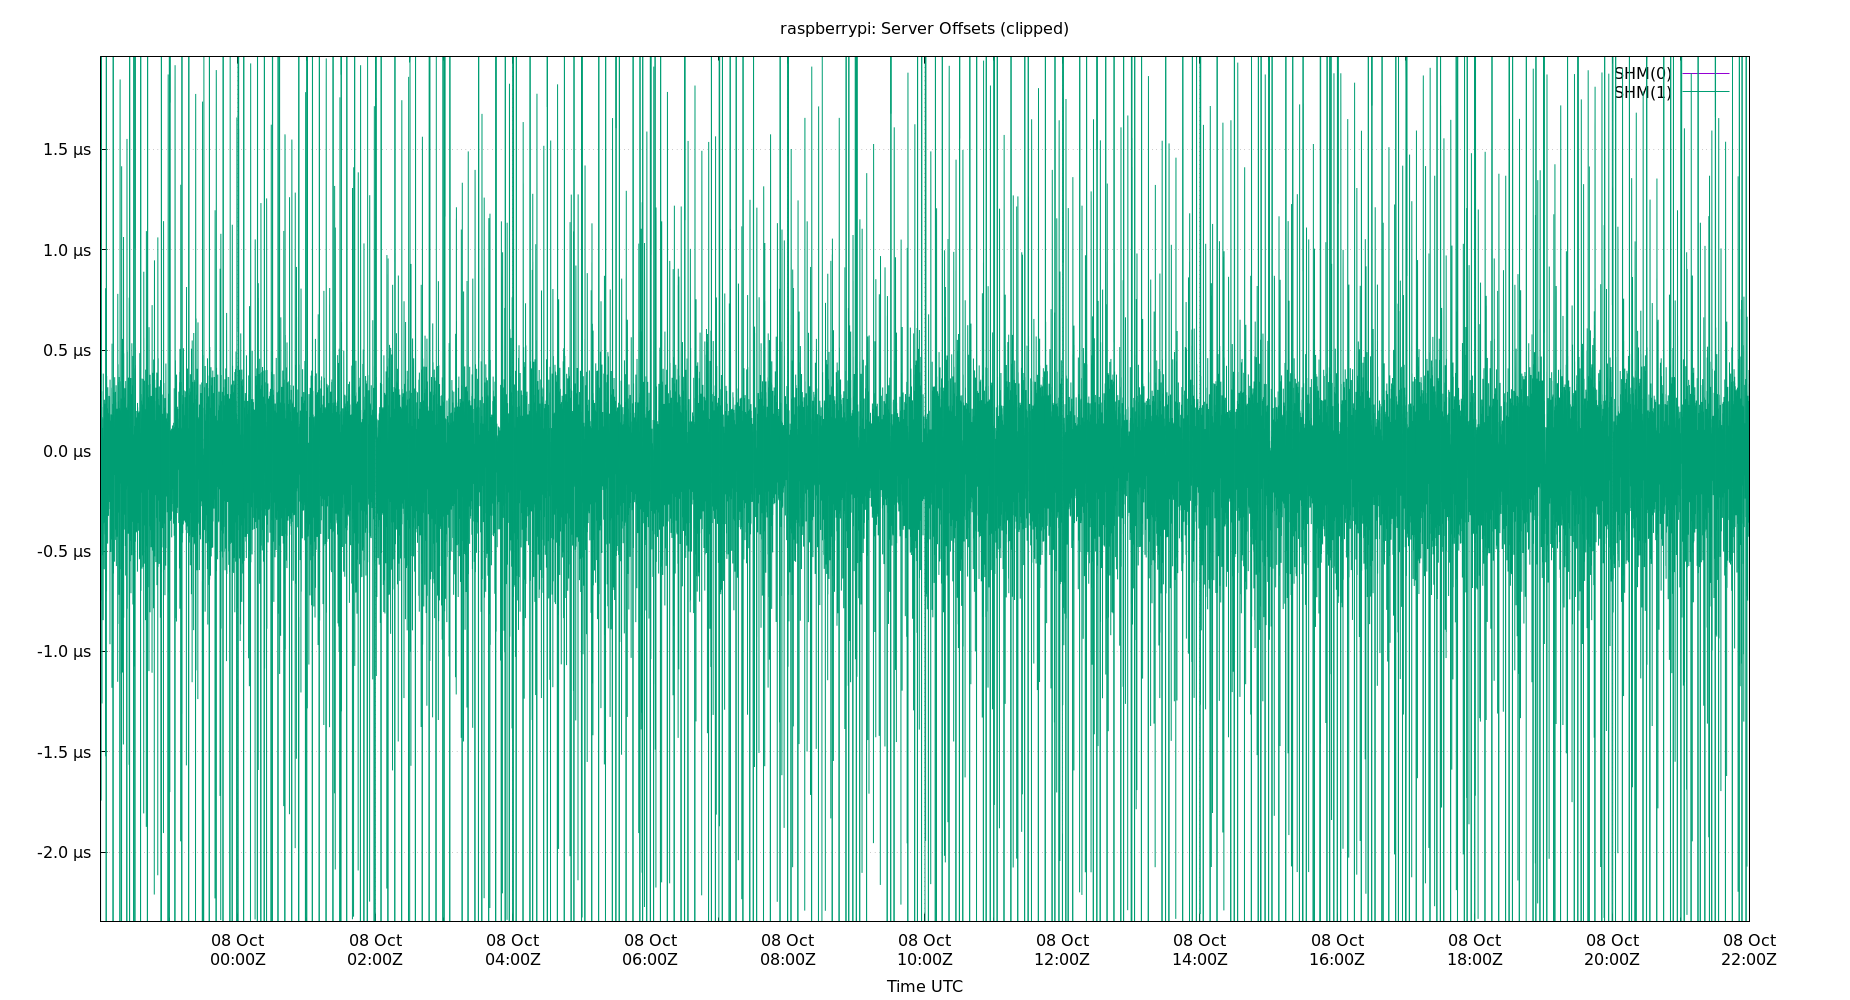 raspberrypi: Server Offsets (clipped)
SHM(0)
SHM(1)
1.5 µs
1.0 µs
0.5 µs
0.0 µs
-0.5 µs
-1.0 µs
-1.5 µs
-2.0 µs
08 Oct 08 Oct 08 Oct 08 Oct 08 Oct 08 Oct 08 Oct 08 Oct 08 Oct 08 Oct 08 Oct 08 Oct
00:00Z 02:00Z 04:00Z 06:00Z 08:00Z 10:00Z 12:00Z 14:00Z 16:00Z 18:00Z 20:00Z 22:00Z
Time UTC